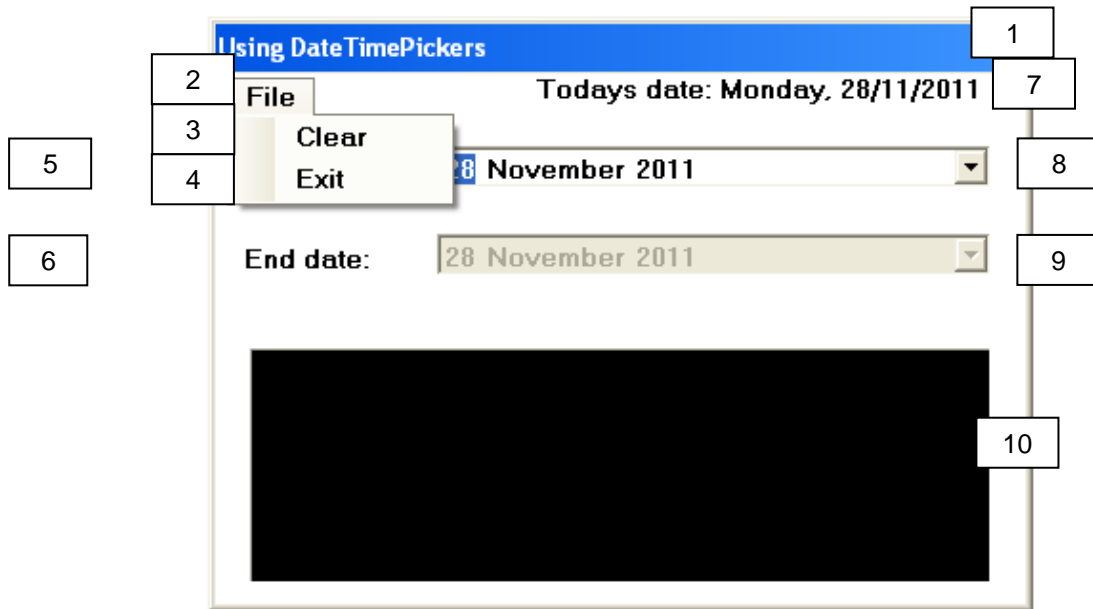 1
Using DateTimePickers
2
File
Todays date: Monday, 28/11/2011
7
3
Clear
5
4
Exit
28 November 2011
8
6
End date:
28 November 2011
9
10